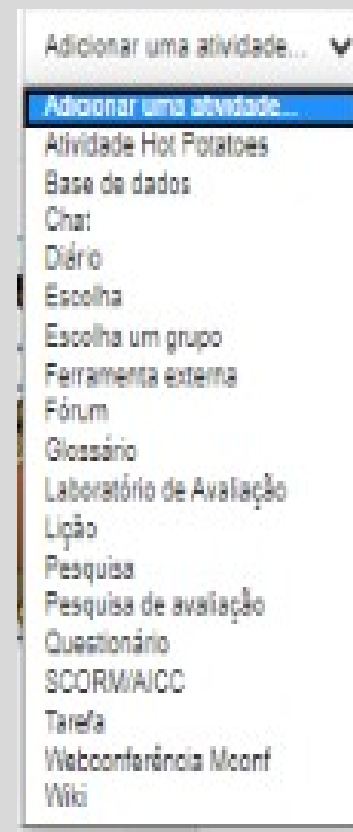 Adicionar uma atividade...
Adicionar uma atividade...
Atividade Hot Potatoes
Base de dados
Chat
Diário
Escolha
Escolha um grupo
Ferramenta externa
Fórum
Glossário
Laboratório de Avaliação
Lição
Pesquisa
Pesquisa de avaliação
Questionário
SCORM/AICC
Tarefa
Webconferência Mconf
Wiki